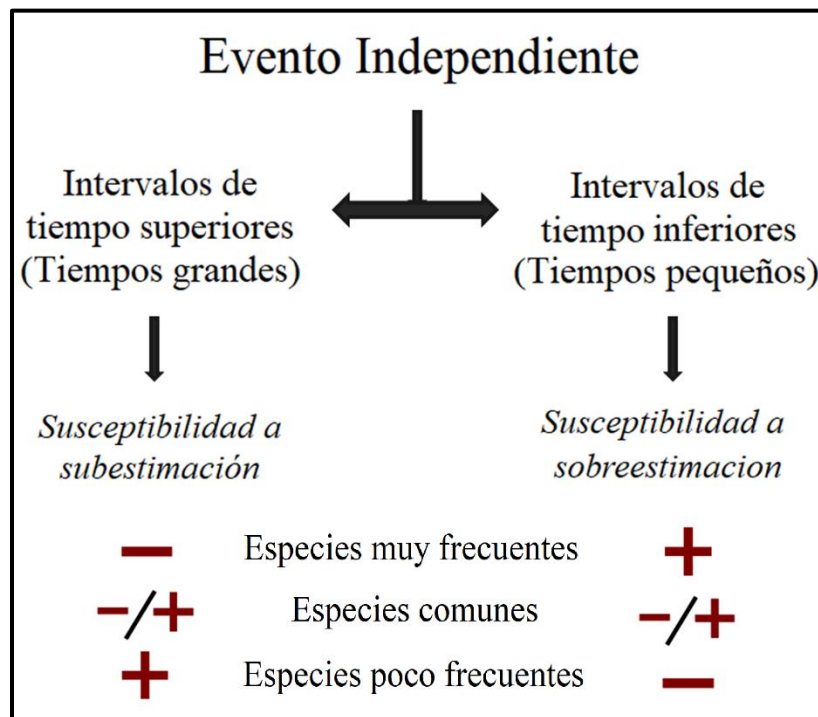 Evento Independiente
Intervalos de
tiempo superiores
(Tiempos grandes)
Intervalos de
tiempo inferiores
(Tiempos pequeños)
Susceptibilidad a
subestimación
Susceptibilidad a
sobreestimacion
− Especies muy frecuentes +
−/+ Especies comunes −/+
+ Especies poco frecuentes −